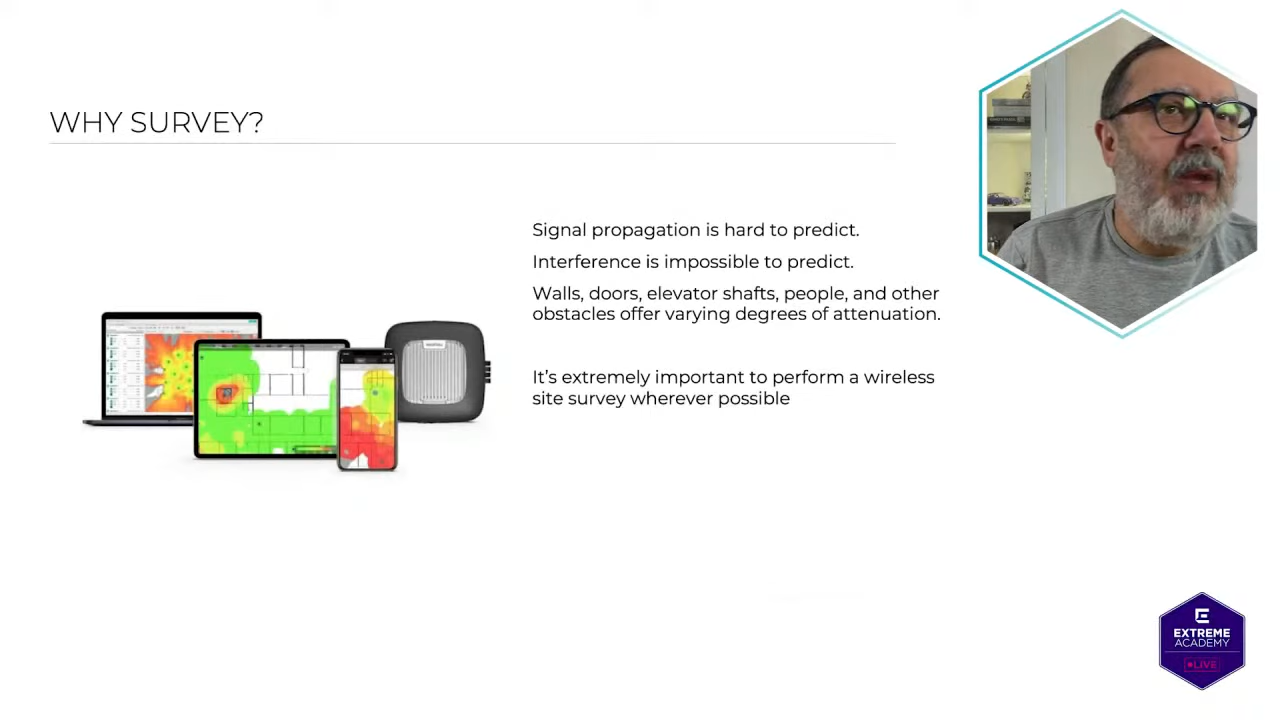 WHY SURVEY?
Signal propagation is hard to predict.
Interference is impossible to predict.
Walls, doors, elevator shafts, people, and other
obstacles offer varying degrees of attenuation.
It’s extremely important to perform a wireless
site survey wherever possible
EXTREME
ACADEMY
LIVE